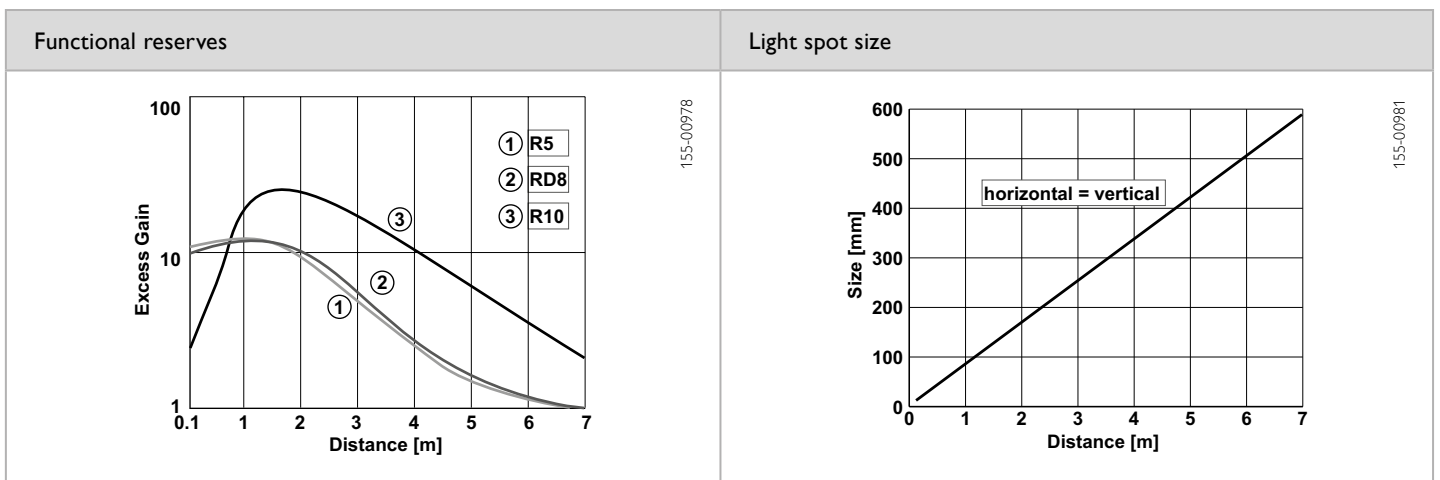 Functional reserves
Light spot size
100
10
1
Excess Gain
0.1 1 2 3 4 5 6 7
Distance [m]
① R5
② RD8
③ R10
③
②
①
155-00978
600
500
400
300
200
100
0
Size [mm]
horizontal = vertical
0 1 2 3 4 5 6 7
Distance [m]
155-00981